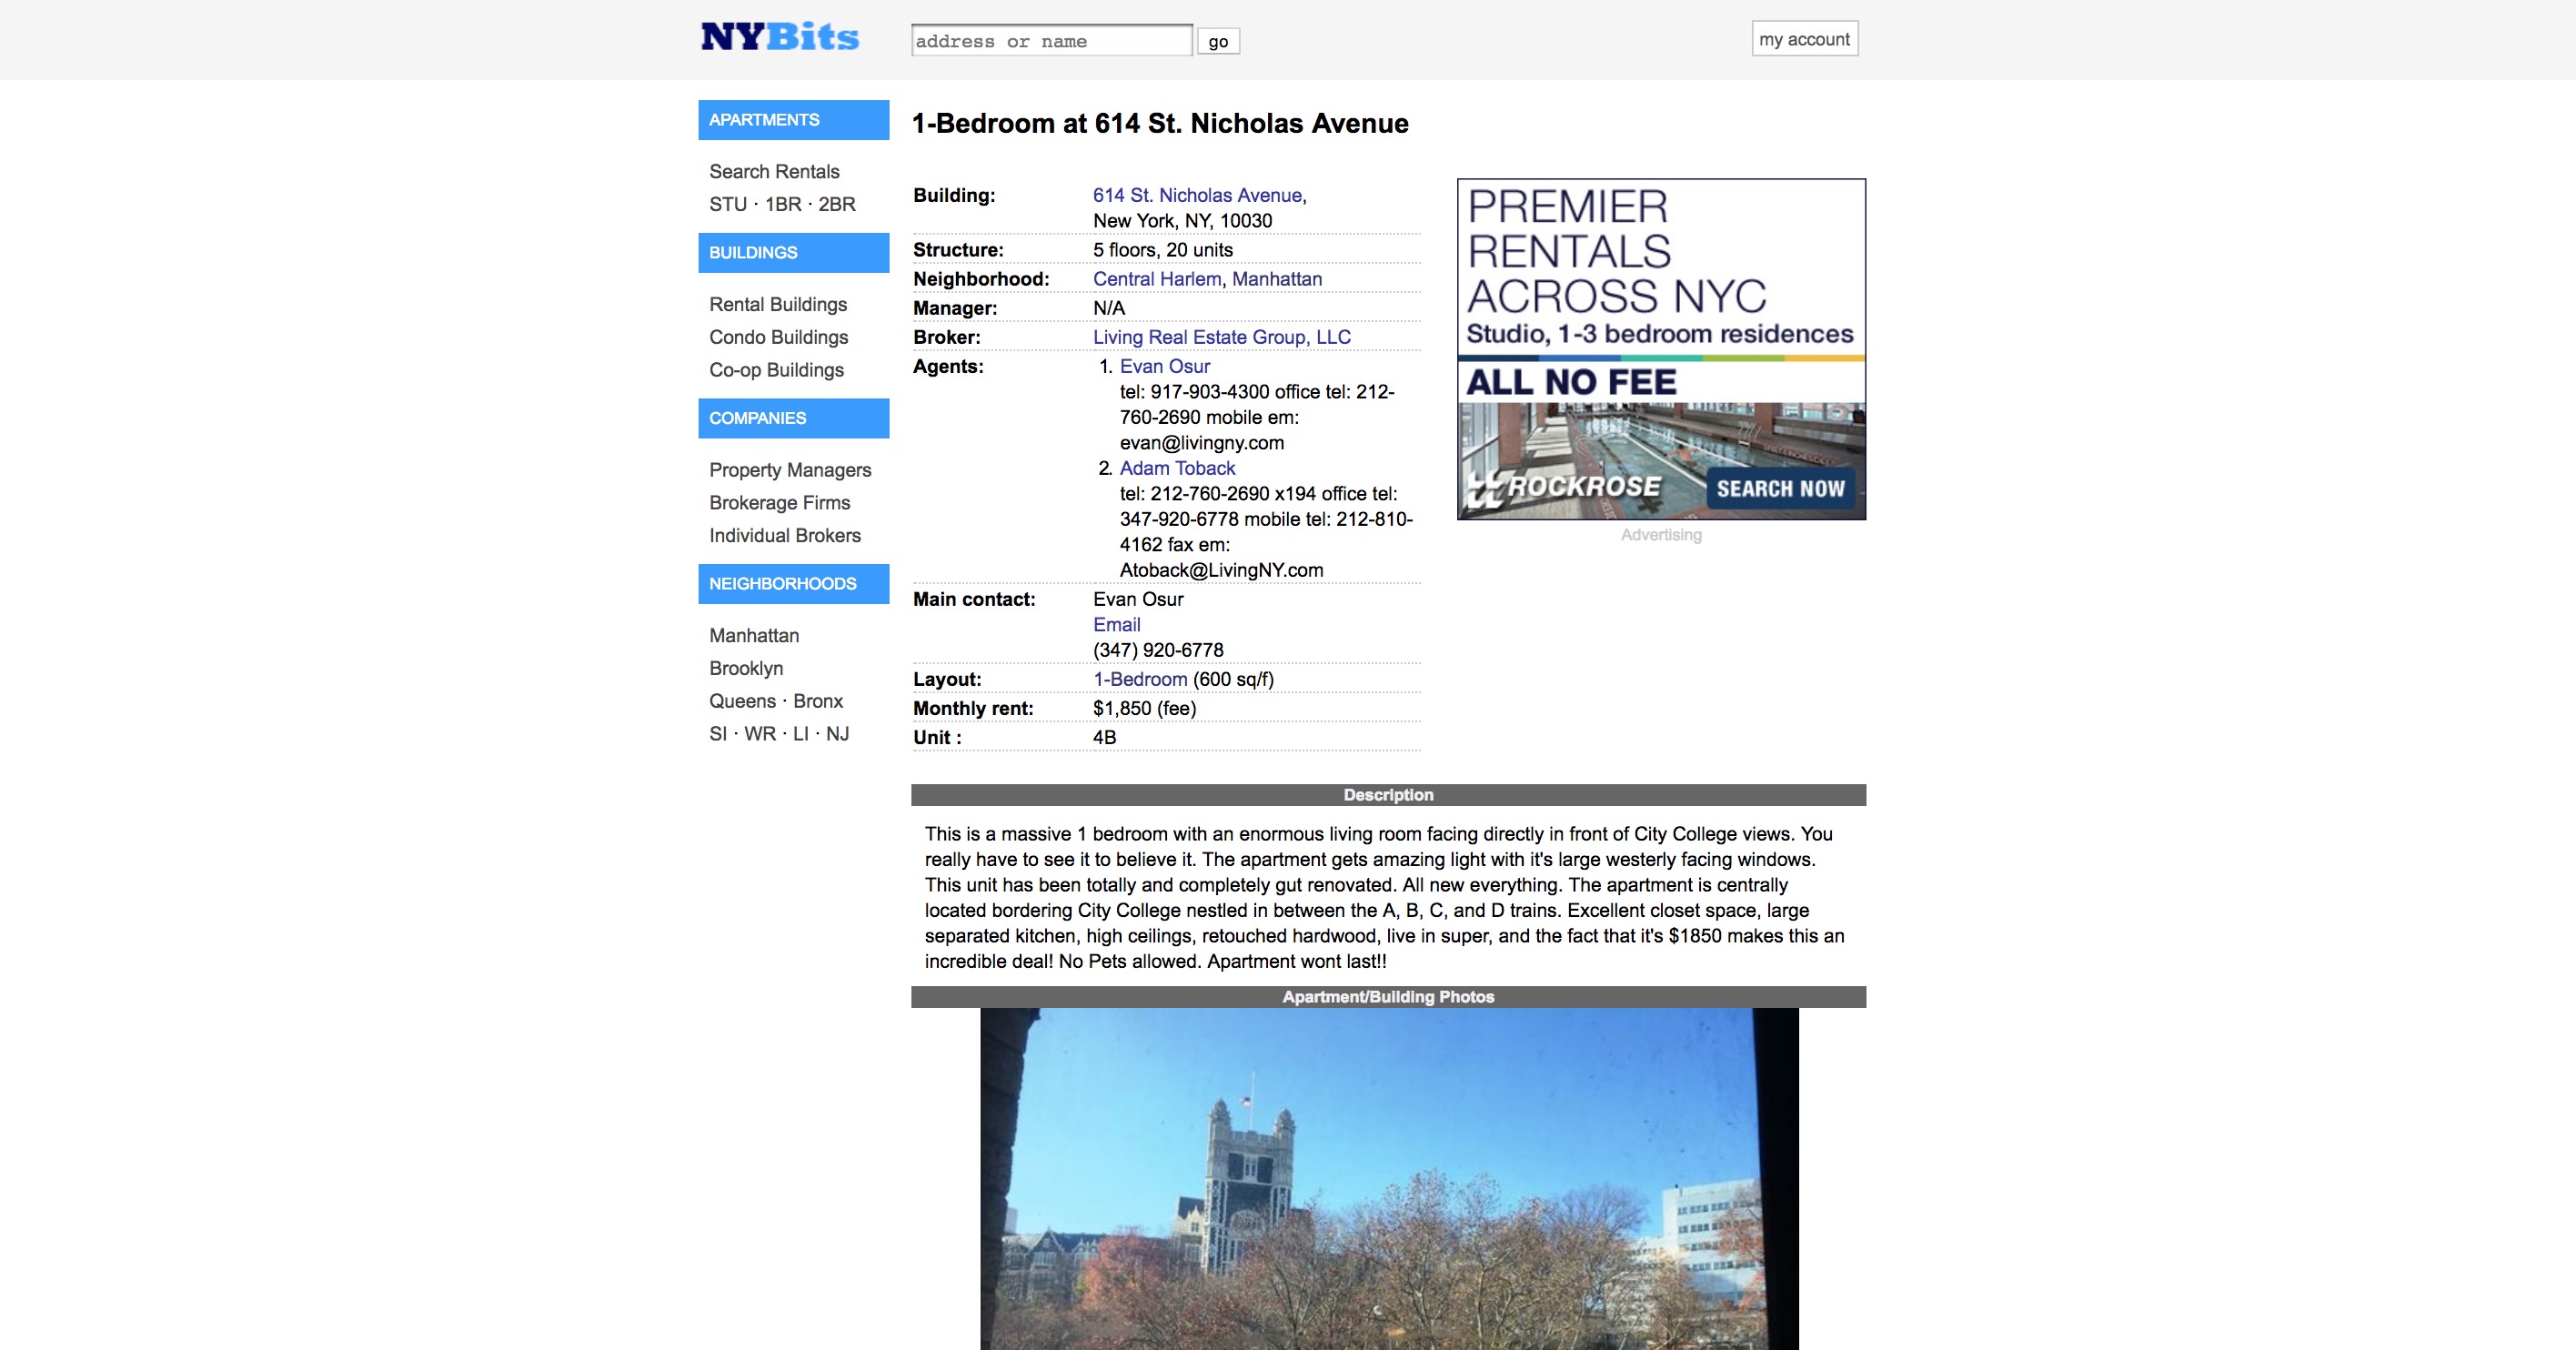 NYBits
address or name
go
my account
APARTMENTS
Search Rentals
STU · 1BR · 2BR
BUILDINGS
Rental Buildings
Condo Buildings
Co-op Buildings
COMPANIES
Property Managers
Brokerage Firms
Individual Brokers
NEIGHBORHOODS
Manhattan
Brooklyn
Queens · Bronx
SI · WR · LI · NJ
1-Bedroom at 614 St. Nicholas Avenue
Building: 614 St. Nicholas Avenue,
New York, NY, 10030
Structure: 5 floors, 20 units
Neighborhood: Central Harlem, Manhattan
Manager: N/A
Broker: Living Real Estate Group, LLC
Agents: 1. Evan Osur
tel: 917-903-4300 office tel: 212-
760-2690 mobile em:
evan@livingny.com
2. Adam Toback
tel: 212-760-2690 x194 office tel:
347-920-6778 mobile tel: 212-810-
4162 fax em:
Atoback@LivingNY.com
Main contact: Evan Osur
Email
(347) 920-6778
Layout: 1-Bedroom (600 sq/f)
Monthly rent: $1,850 (fee)
Unit : 4B
PREMIER
RENTALS
ACROSS NYC
Studio, 1-3 bedroom residences
ALL NO FEE
ROCKROSE
SEARCH NOW
Advertising
Description
This is a massive 1 bedroom with an enormous living room facing directly in front of City College views. You
really have to see it to believe it. The apartment gets amazing light with it's large westerly facing windows.
This unit has been totally and completely gut renovated. All new everything. The apartment is centrally
located bordering City College nestled in between the A, B, C, and D trains. Excellent closet space, large
separated kitchen, high ceilings, retouched hardwood, live in super, and the fact that it's $1850 makes this an
incredible deal! No Pets allowed. Apartment wont last!!
Apartment/Building Photos